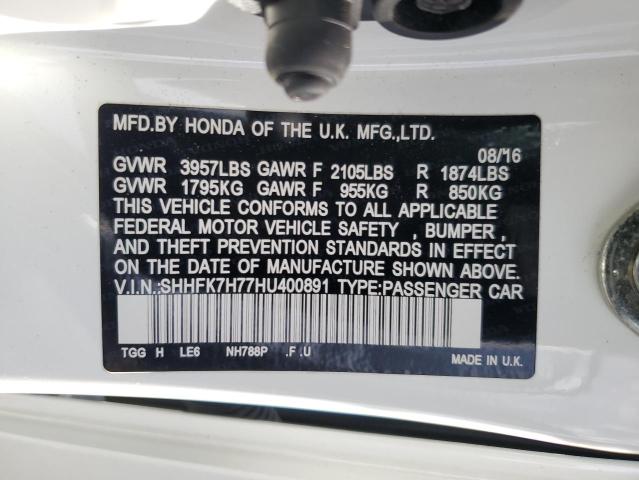 MFD.BY HONDA OF THE U.K. MFG.,LTD.
08/16
GVWR 3957LBS GAWR F 2105LBS R 1874LBS
GVWR 1795KG GAWR F 955KG R 850KG
THIS VEHICLE CONFORMS TO ALL APPLICABLE
FEDERAL MOTOR VEHICLE SAFETY , BUMPER ,
AND THEFT PREVENTION STANDARDS IN EFFECT
ON THE DATE OF MANUFACTURE SHOWN ABOVE.
V.I.N.:SHHFK7H77HU400891 TYPE:PASSENGER CAR
TGG H LE6 NH788P .F .U MADE IN U.K.